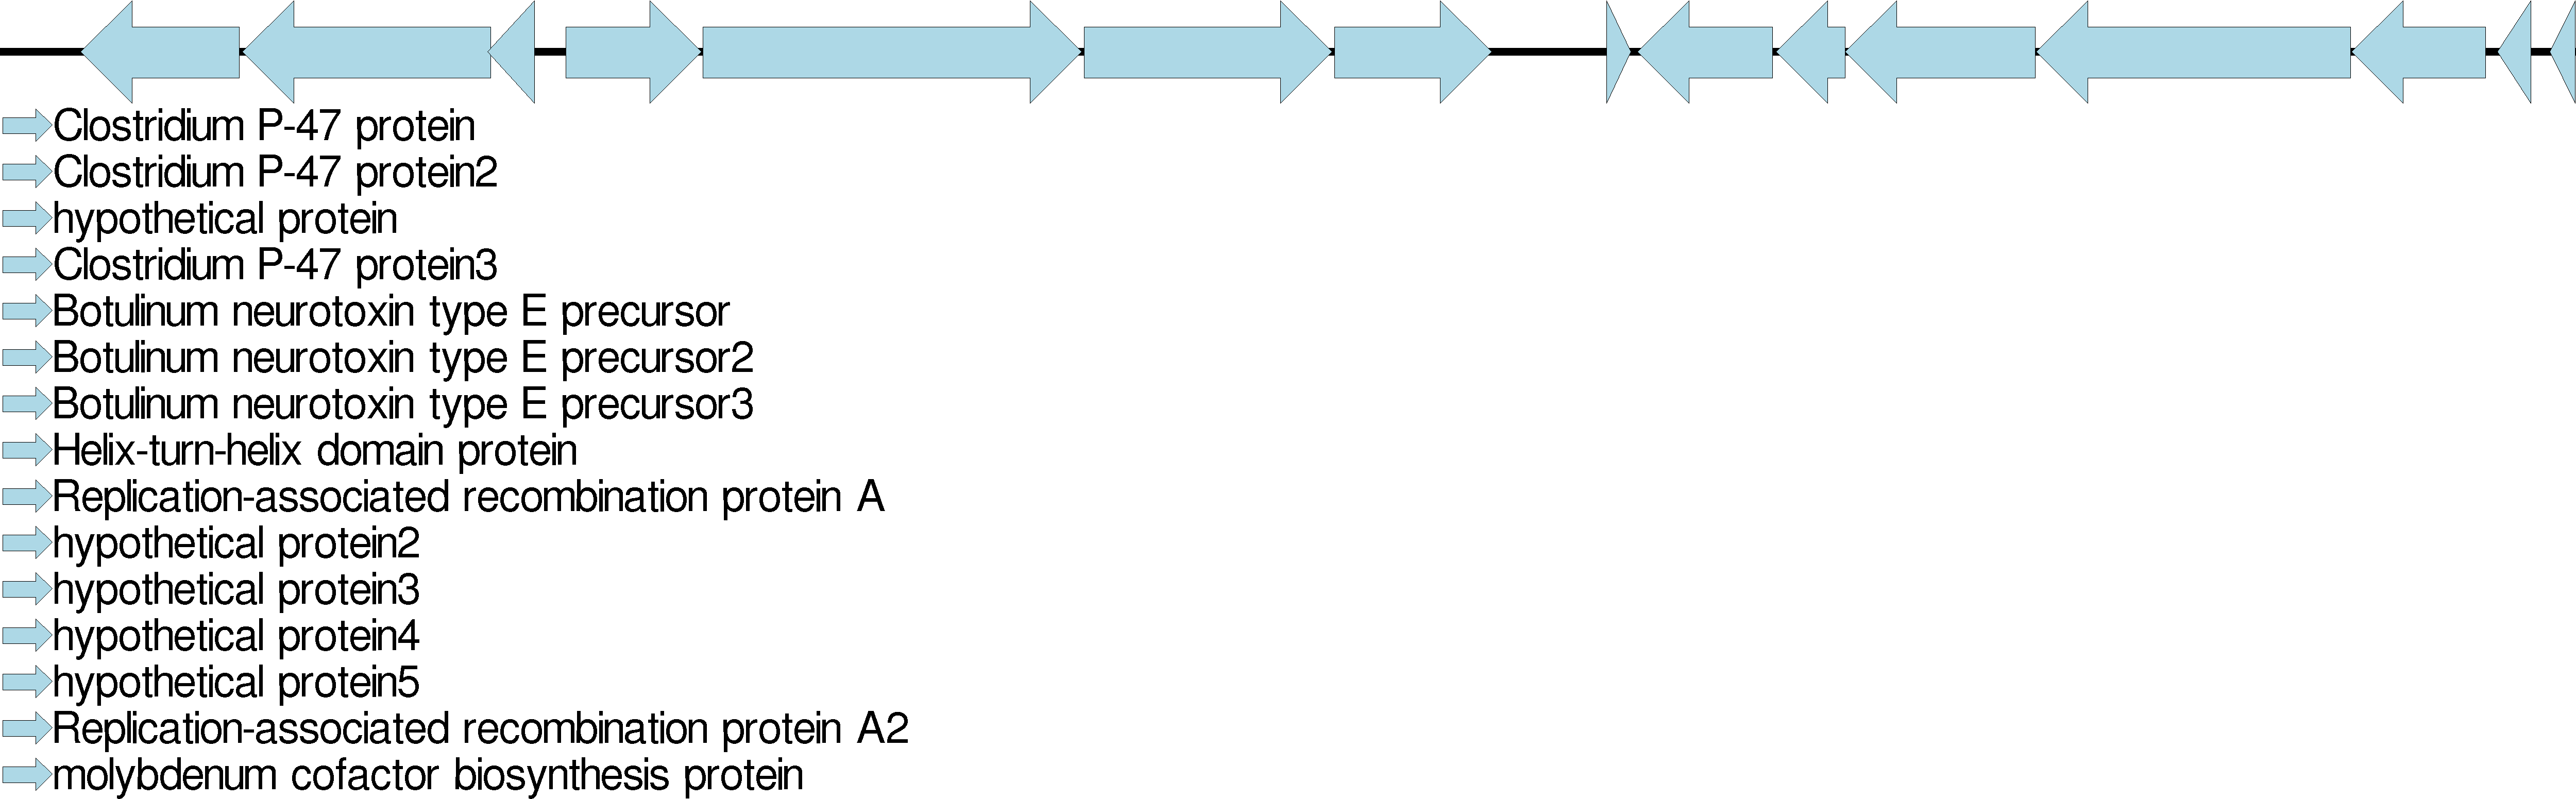 Clostridium P-47 protein
Clostridium P-47 protein2
hypothetical protein
Clostridium P-47 protein3
Botulinum neurotoxin type E precursor
Botulinum neurotoxin type E precursor2
Botulinum neurotoxin type E precursor3
Helix-turn-helix domain protein
Replication-associated recombination protein A
hypothetical protein2
hypothetical protein3
hypothetical protein4
hypothetical protein5
Replication-associated recombination protein A2
molybdenum cofactor biosynthesis protein